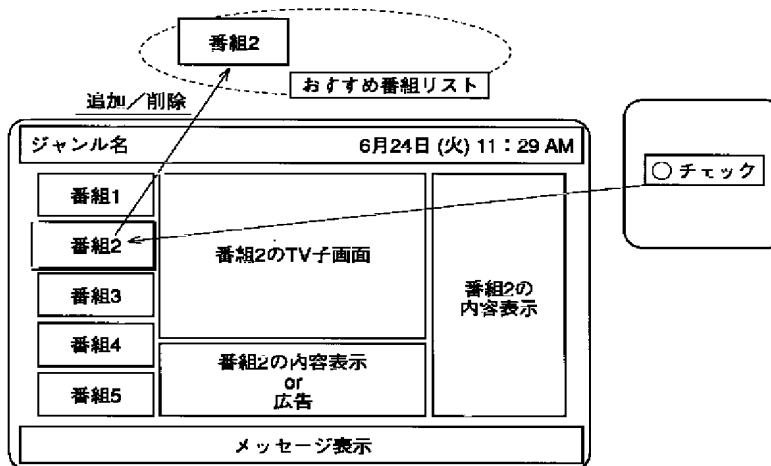 番組2
おすすめ番組リスト
追加／削除
ジャンル名
6月24日 (火) 11：29 AM
○ チェック
番組1
番組2
番組3
番組4
番組5
番組2のTV子画面
番組2の
内容表示
番組2の内容表示
or
広告
メッセージ表示